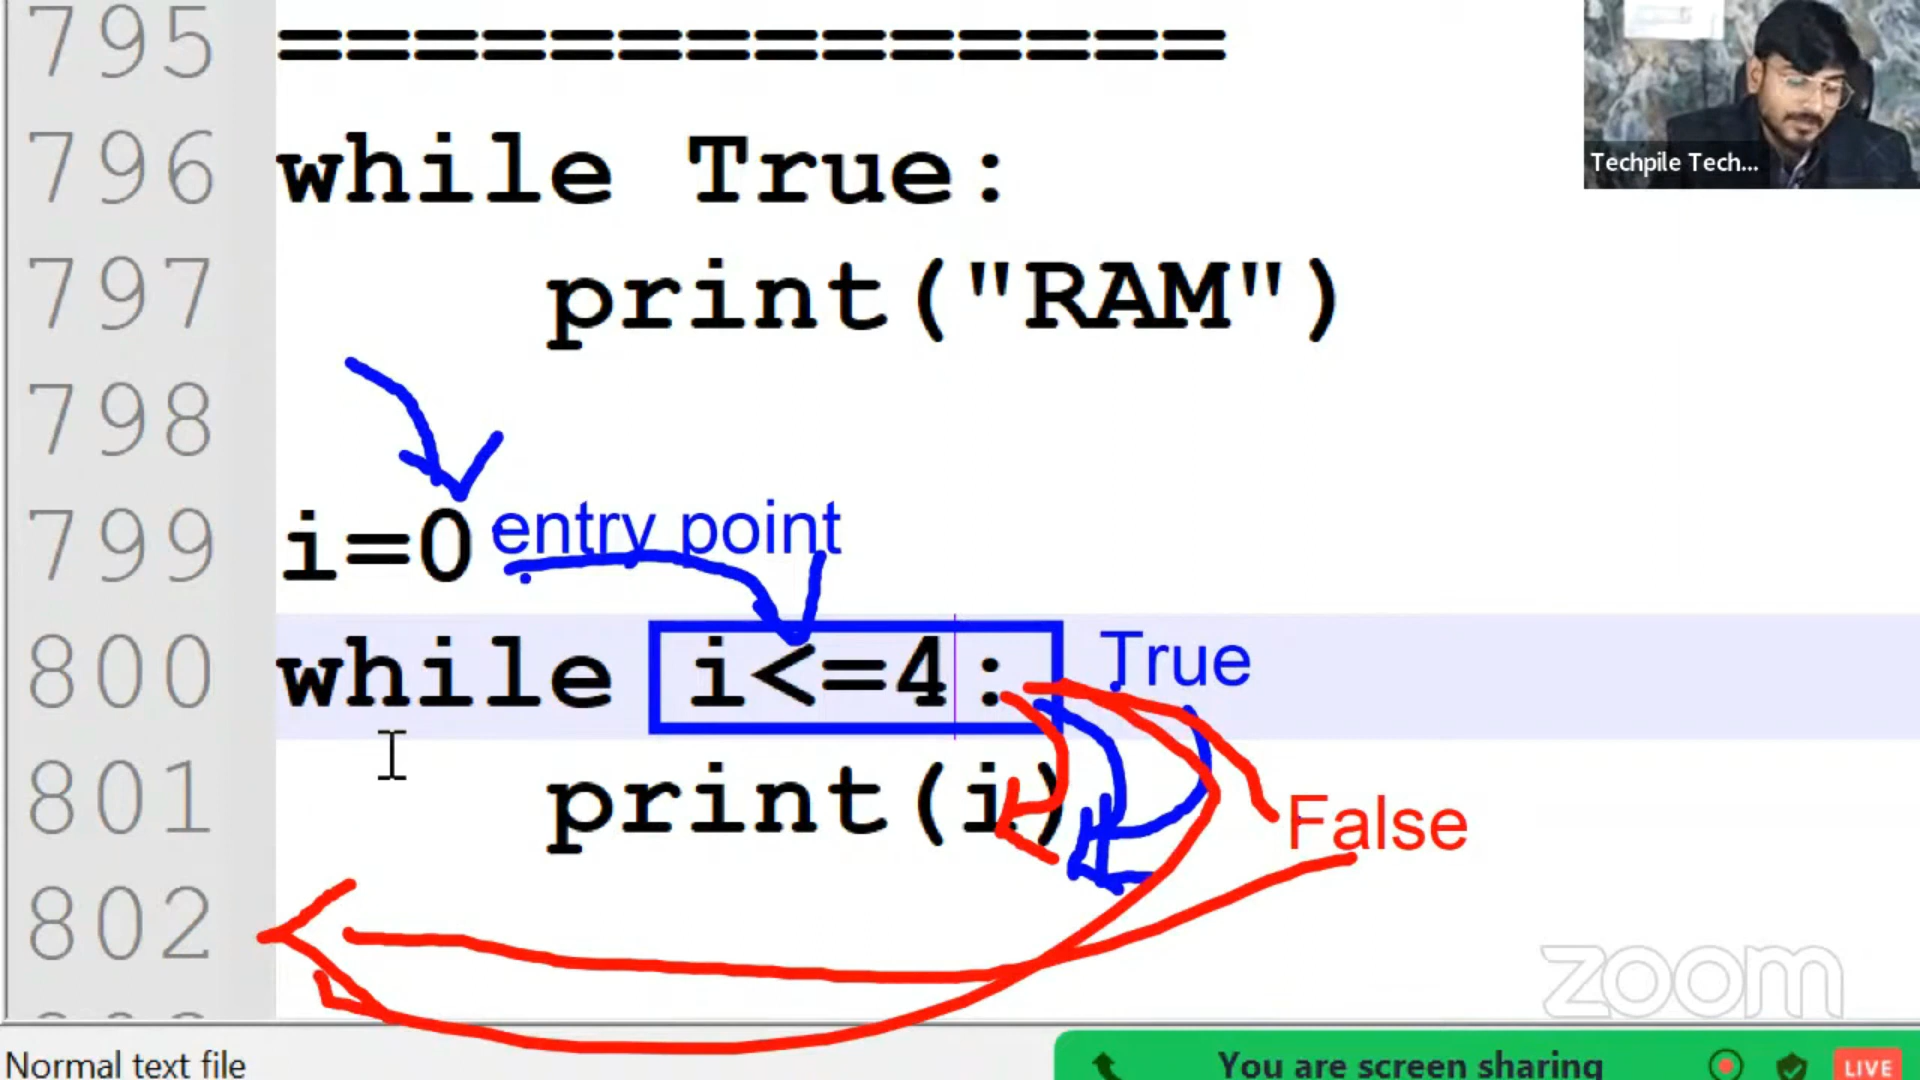 795 ==============
796 while True:
797 print("RAM")
798
799 i=0 entry point
800 while i<=4: True
801 print(i)
False
802
Techpile Tech...
zoom
Normal text file
You are screen sharing
LIVE